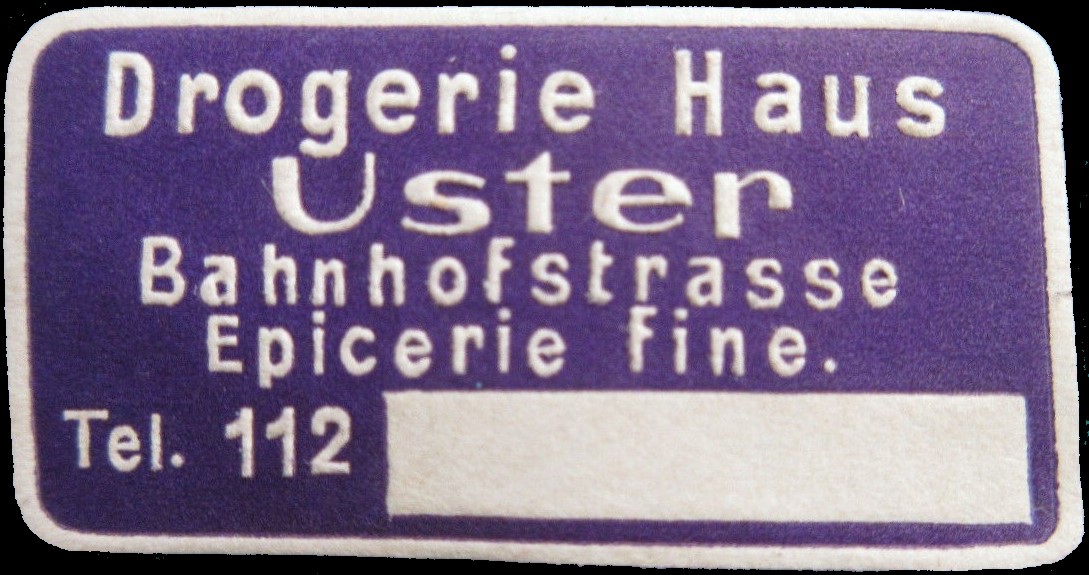 Drogerie Haus
Uster
Bahnhofstrasse
Epicerie fine.
Tel. 112